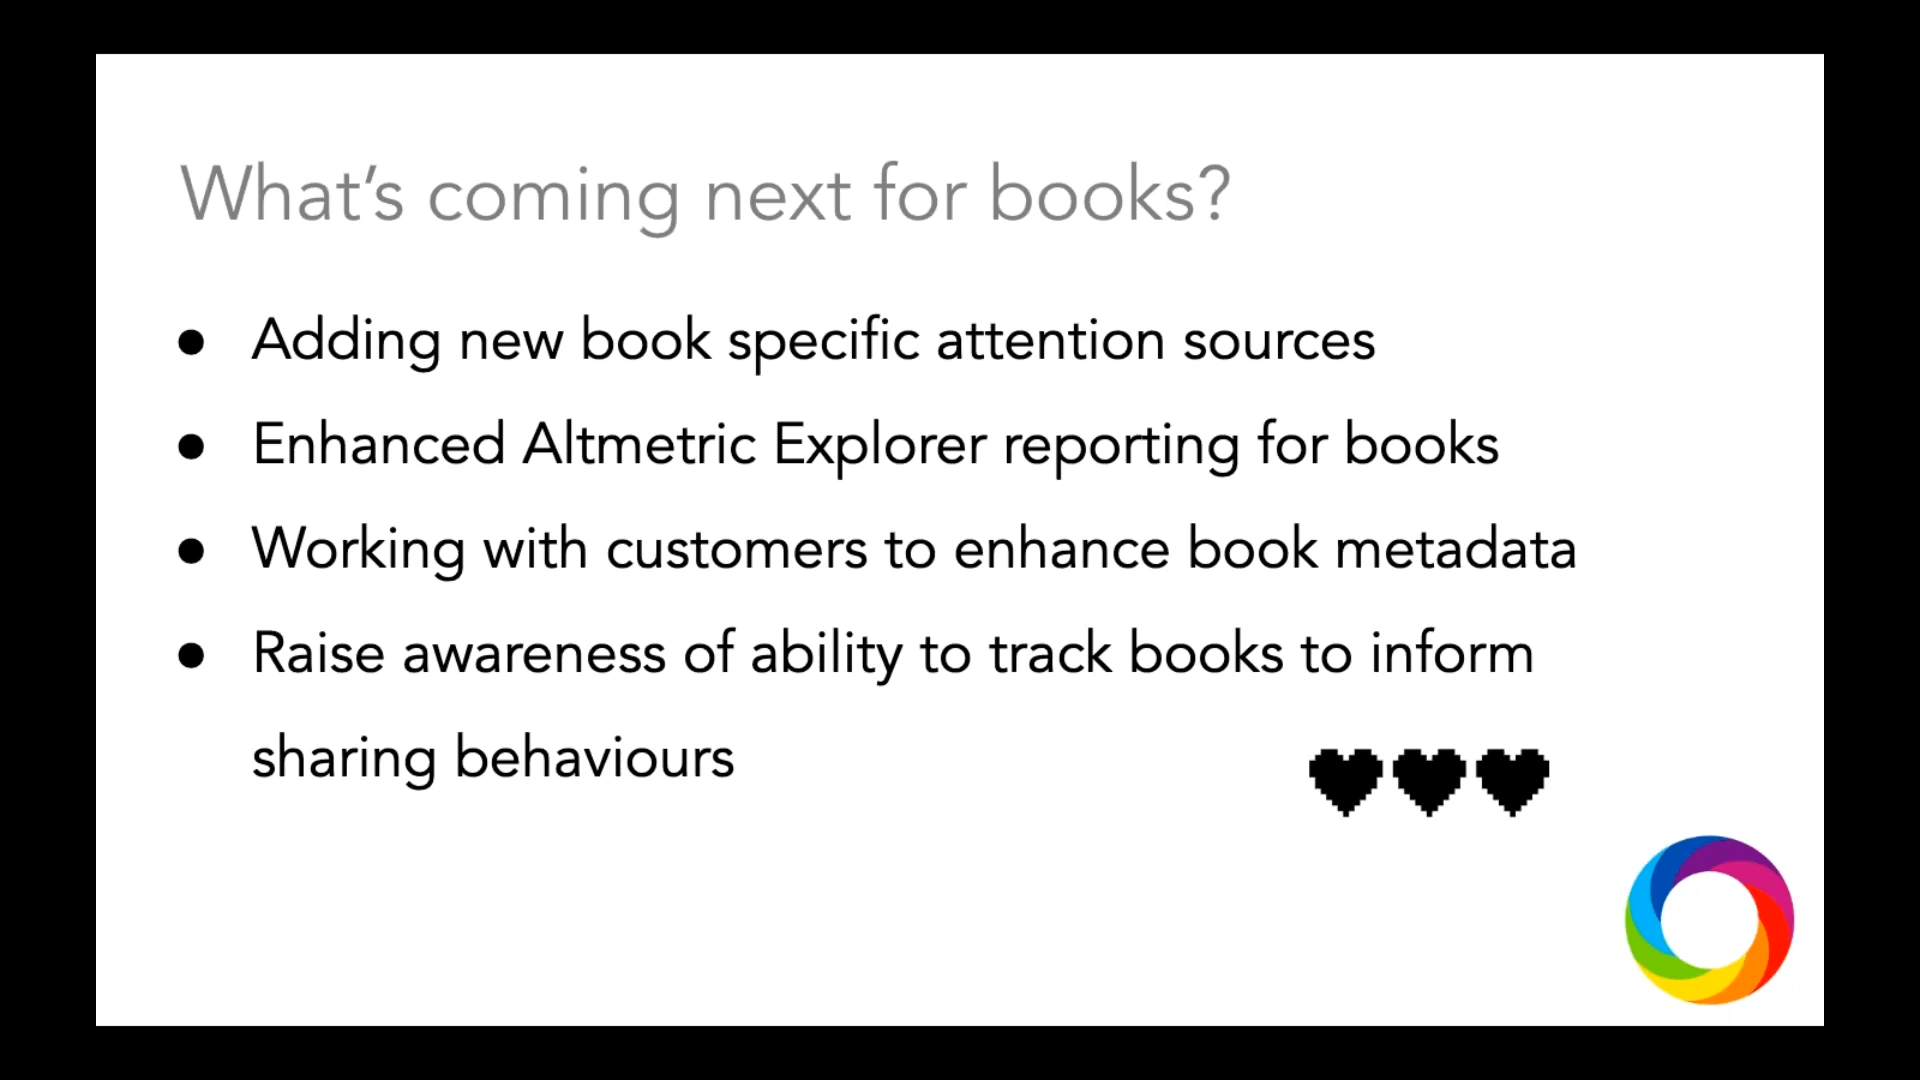 What’s coming next for books?
● Adding new book specific attention sources
● Enhanced Altmetric Explorer reporting for books
● Working with customers to enhance book metadata
● Raise awareness of ability to track books to inform
sharing behaviours